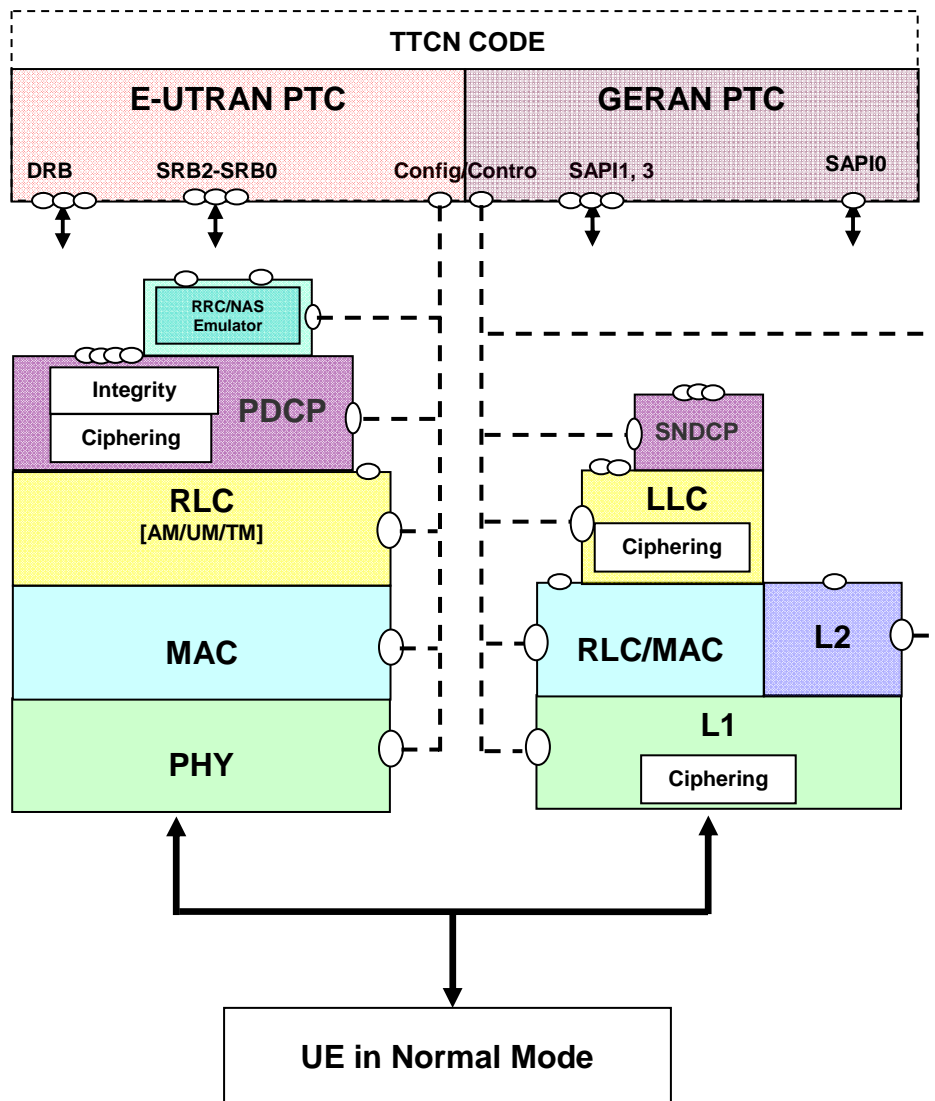 TTCN CODE
E-UTRAN PTC
GERAN PTC
DRB
SRB2-SRB0
Config/Contro
SAPI1, 3
SAPI0
RRC/NAS
Emulator
Integrity
PDCP
Ciphering
SNDCP
RLC
[AM/UM/TM]
LLC
Ciphering
MAC
RLC/MAC
L2
PHY
L1
Ciphering
UE in Normal Mode